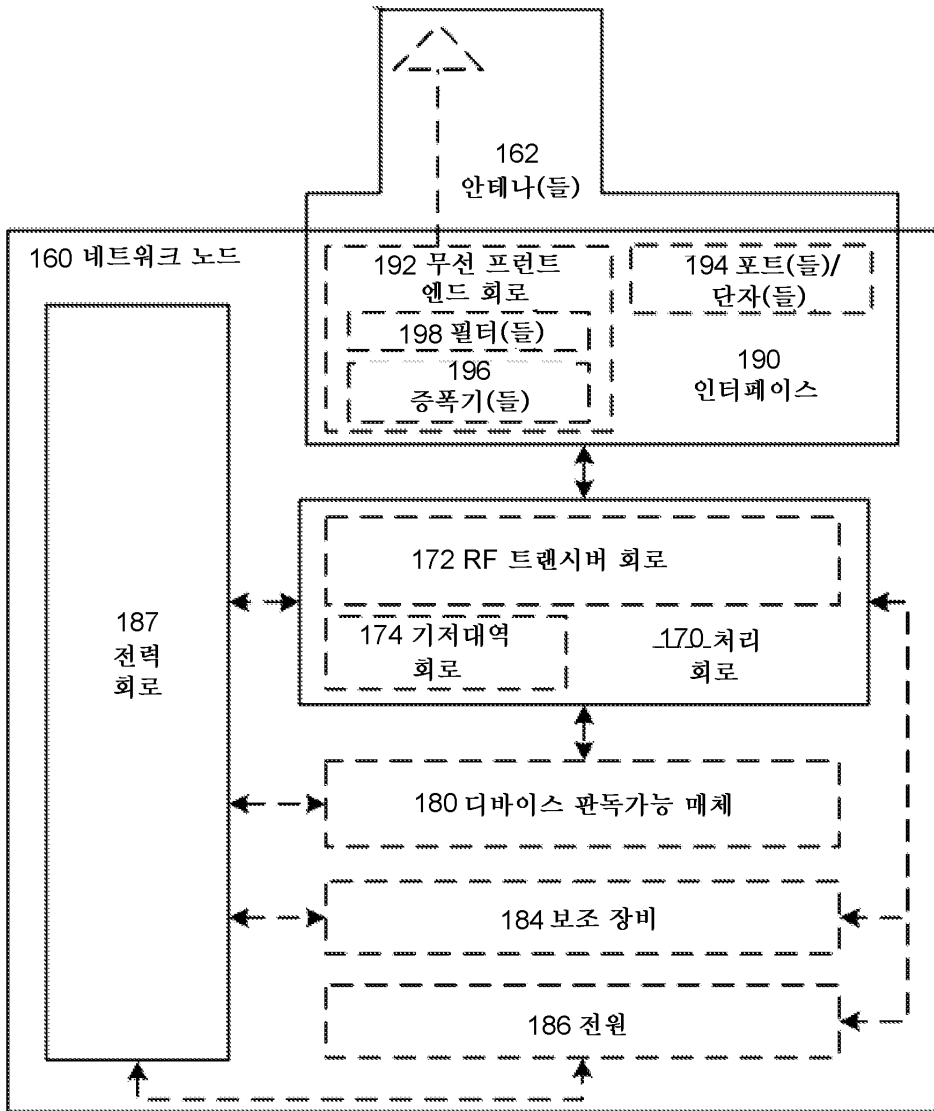 162
안테나(들)
160 네트워크 노드
192 무선 프런트
엔드 회로
198 필터(들)
196
증폭기(들)
194 포트(들)/
단자(들)
190
인터페이스
172 RF 트랜시버 회로
174 기저대역
회로
170 처리
회로
187
전력
회로
180 디바이스 판독가능 매체
184 보조 장비
186 전원